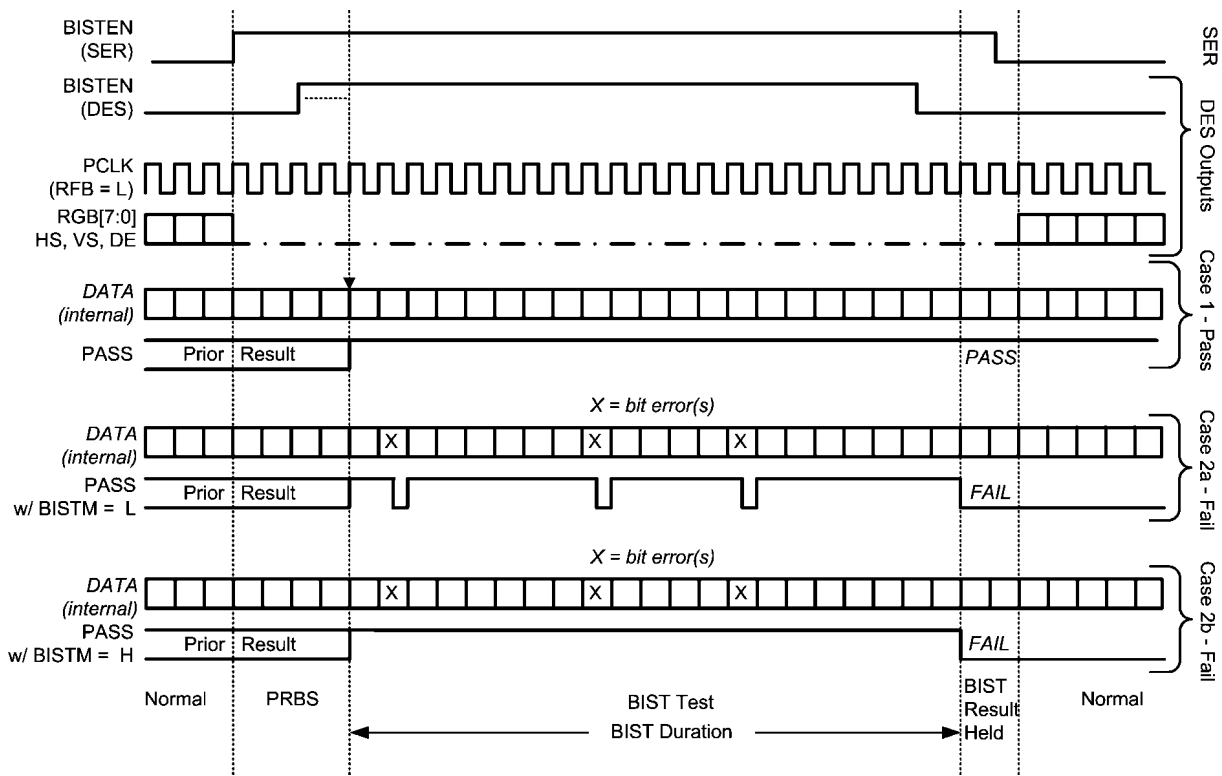 BISTEN
(SER)
SER
BISTEN
(DES)
DES Outputs
PCLK
(RFB = L)
RGB[7:0]
HS, VS, DE
DATA
(internal)
Case 1 - Pass
PASS
Prior Result
PASS
X = bit error(s)
DATA
(internal)
X X X
Case 2a - Fail
PASS
w/ BISTM = L
Prior Result
FAIL
X = bit error(s)
DATA
(internal)
X X X
Case 2b - Fail
PASS
w/ BISTM = H
Prior Result
FAIL
Normal
PRBS
BIST Test
BIST Duration
BIST
Result
Held
Normal